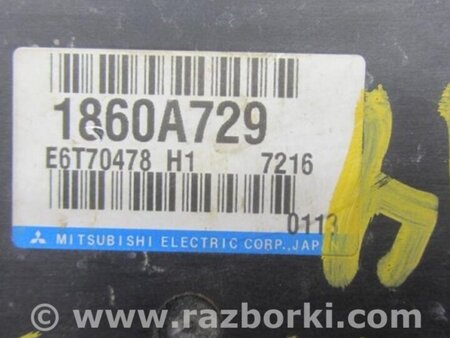 1860A729
E6T70478 H1 7216
0113
MITSUBISHI ELECTRIC CORP.,JAP
© www.razborki.com